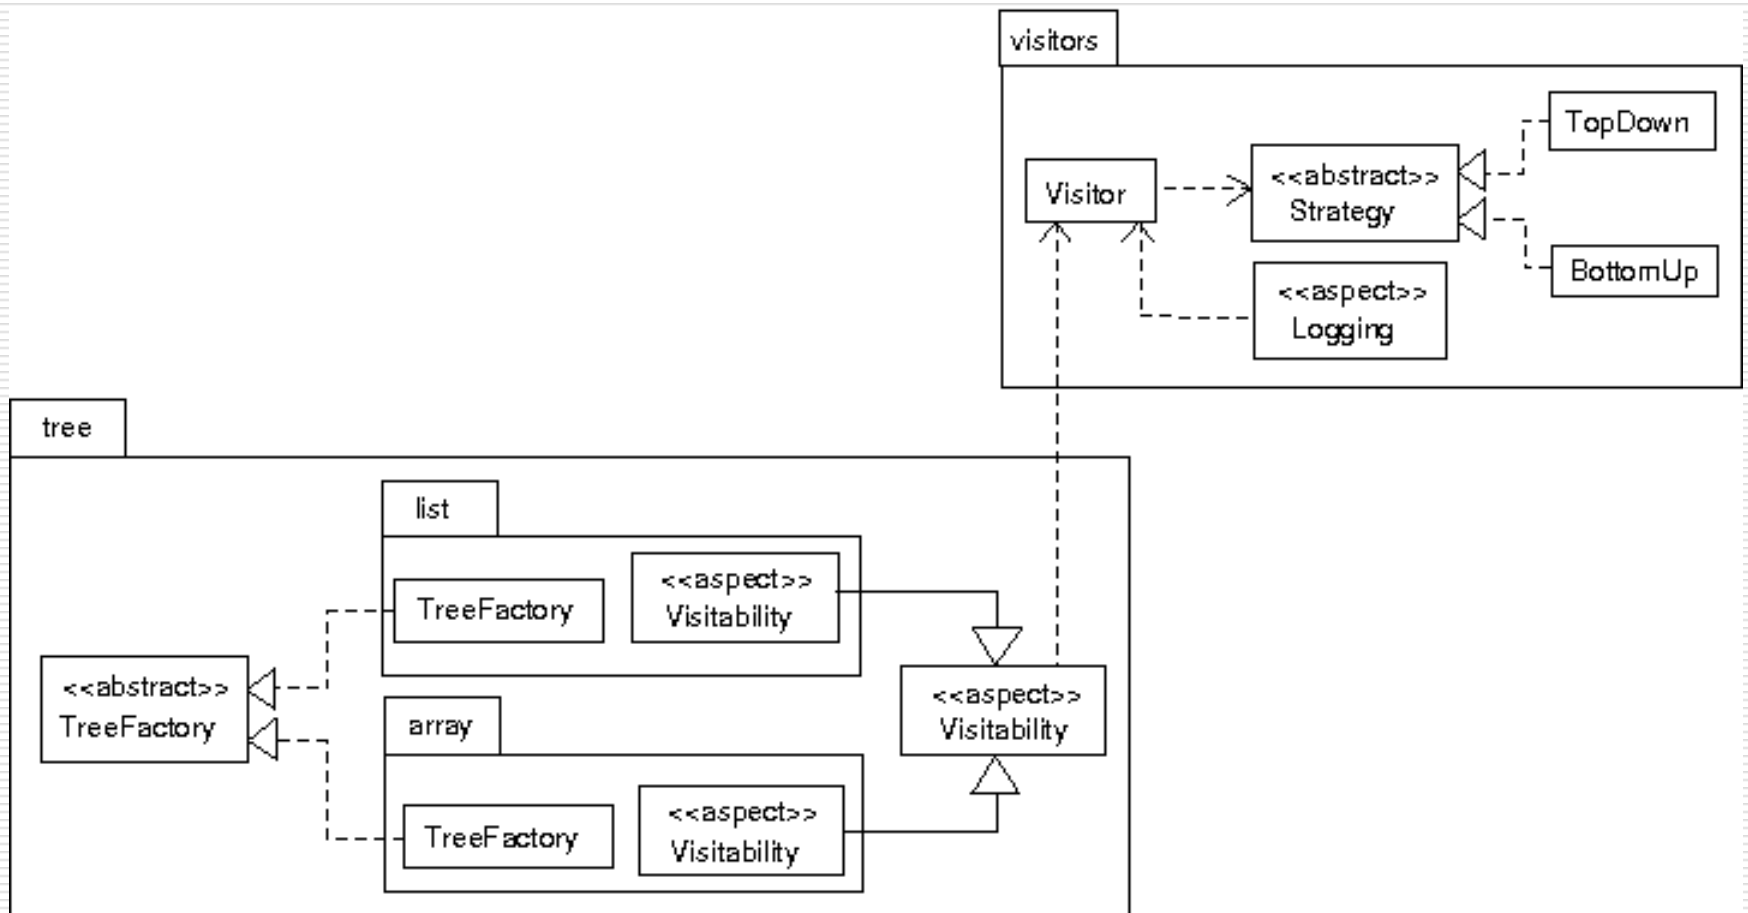 visitors
TopDown
Visitor
<<abstract>>
Strategy
BottomUp
<<aspect>>
Logging
tree
list
TreeFactory
<<aspect>>
Visitability
<<abstract>>
TreeFactory
<<aspect>>
Visitability
array
TreeFactory
<<aspect>>
Visitability